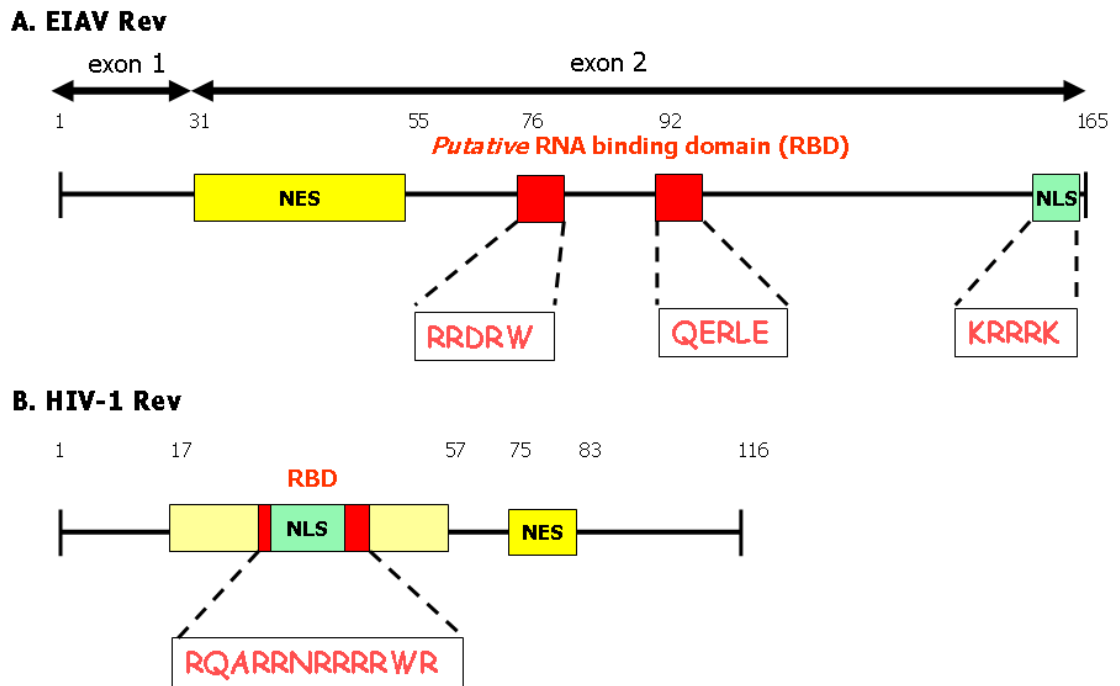 A. EIAV Rev
exon 1 exon 2
1 31 55 76 92 165
Putative RNA binding domain (RBD)
NES NLS
RRDRW QERLE KRRRK
B. HIV-1 Rev
1 17 57 75 83 116
RBD
NLS NES
RQARRNRRRRWR